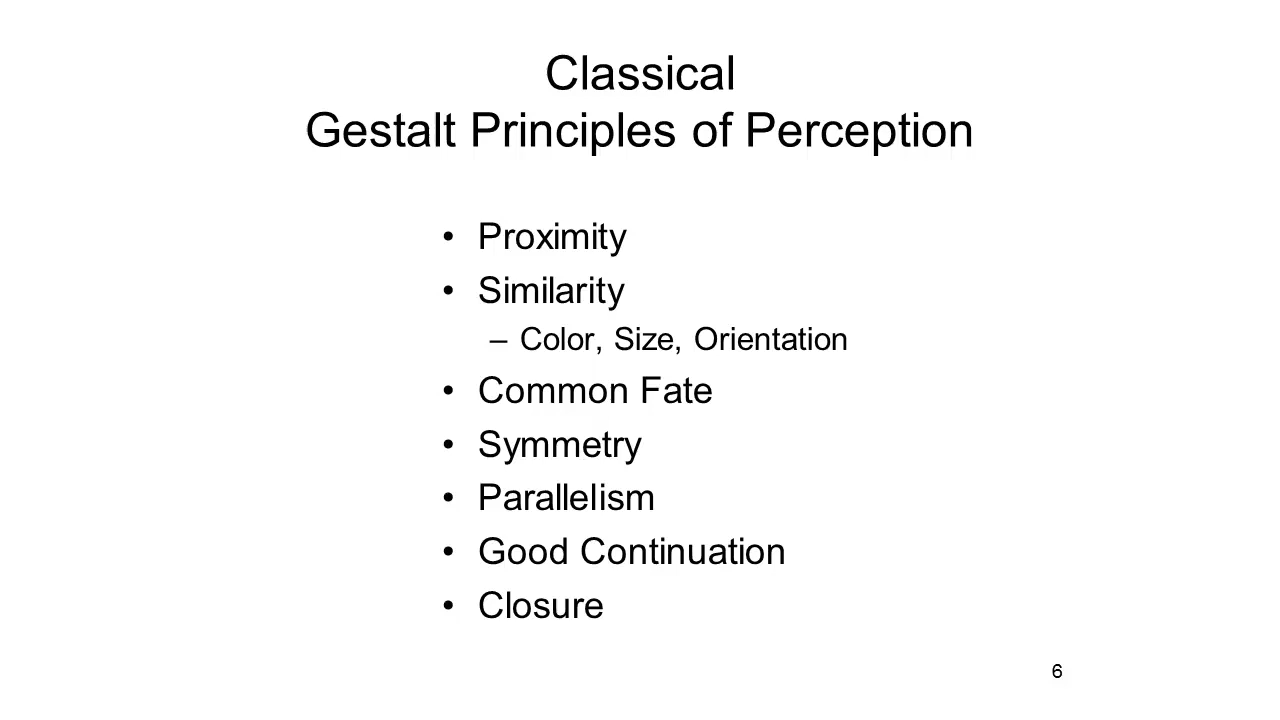 Classical
Gestalt Principles of Perception
• Proximity
• Similarity
– Color, Size, Orientation
• Common Fate
• Symmetry
• Parallelism
• Good Continuation
• Closure
6